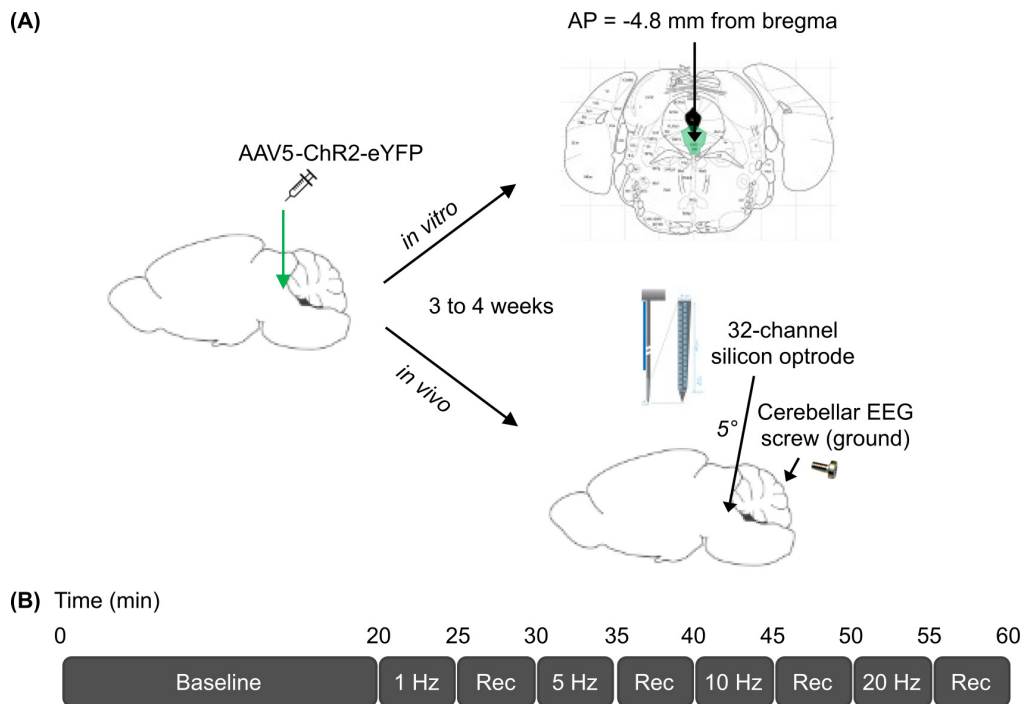 (A)
AP = -4.8 mm from bregma
AAV5-ChR2-eYFP
in vitro
3 to 4 weeks
in vivo
32-channel
silicon optrode
5°
Cerebellar EEG
screw (ground)
(B) Time (min)
0 20 25 30 35 40 45 50 55 60
Baseline 1 Hz Rec 5 Hz Rec 10 Hz Rec 20 Hz Rec